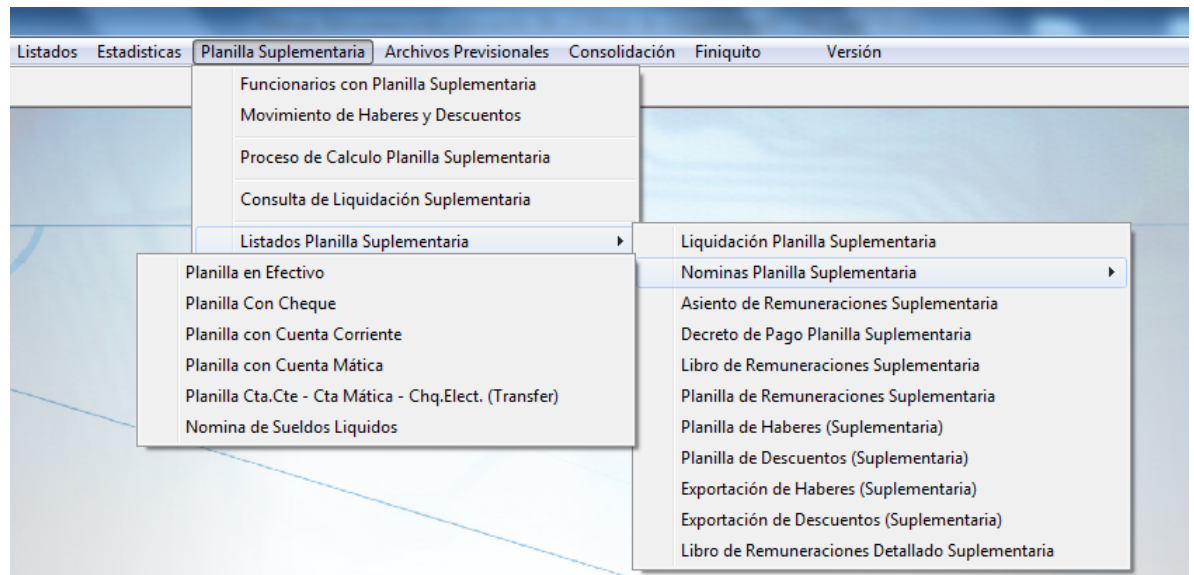 Listados Estadisticas Planilla Suplementaria Archivos Previsionales Consolidación Finiquito Versión
Funcionarios con Planilla Suplementaria
Movimiento de Haberes y Descuentos
Proceso de Calculo Planilla Suplementaria
Consulta de Liquidación Suplementaria
Listados Planilla Suplementaria
Liquidación Planilla Suplementaria
Nominas Planilla Suplementaria
Asiento de Remuneraciones Suplementaria
Decreto de Pago Planilla Suplementaria
Libro de Remuneraciones Suplementaria
Planilla de Remuneraciones Suplementaria
Planilla de Haberes (Suplementaria)
Planilla de Descuentos (Suplementaria)
Exportación de Haberes (Suplementaria)
Exportación de Descuentos (Suplementaria)
Libro de Remuneraciones Detallado Suplementaria
Planilla en Efectivo
Planilla Con Cheque
Planilla con Cuenta Corriente
Planilla con Cuenta Mática
Planilla Cta.Cte - Cta Mática - Chq.Elect. (Transfer)
Nomina de Sueldos Liquidos